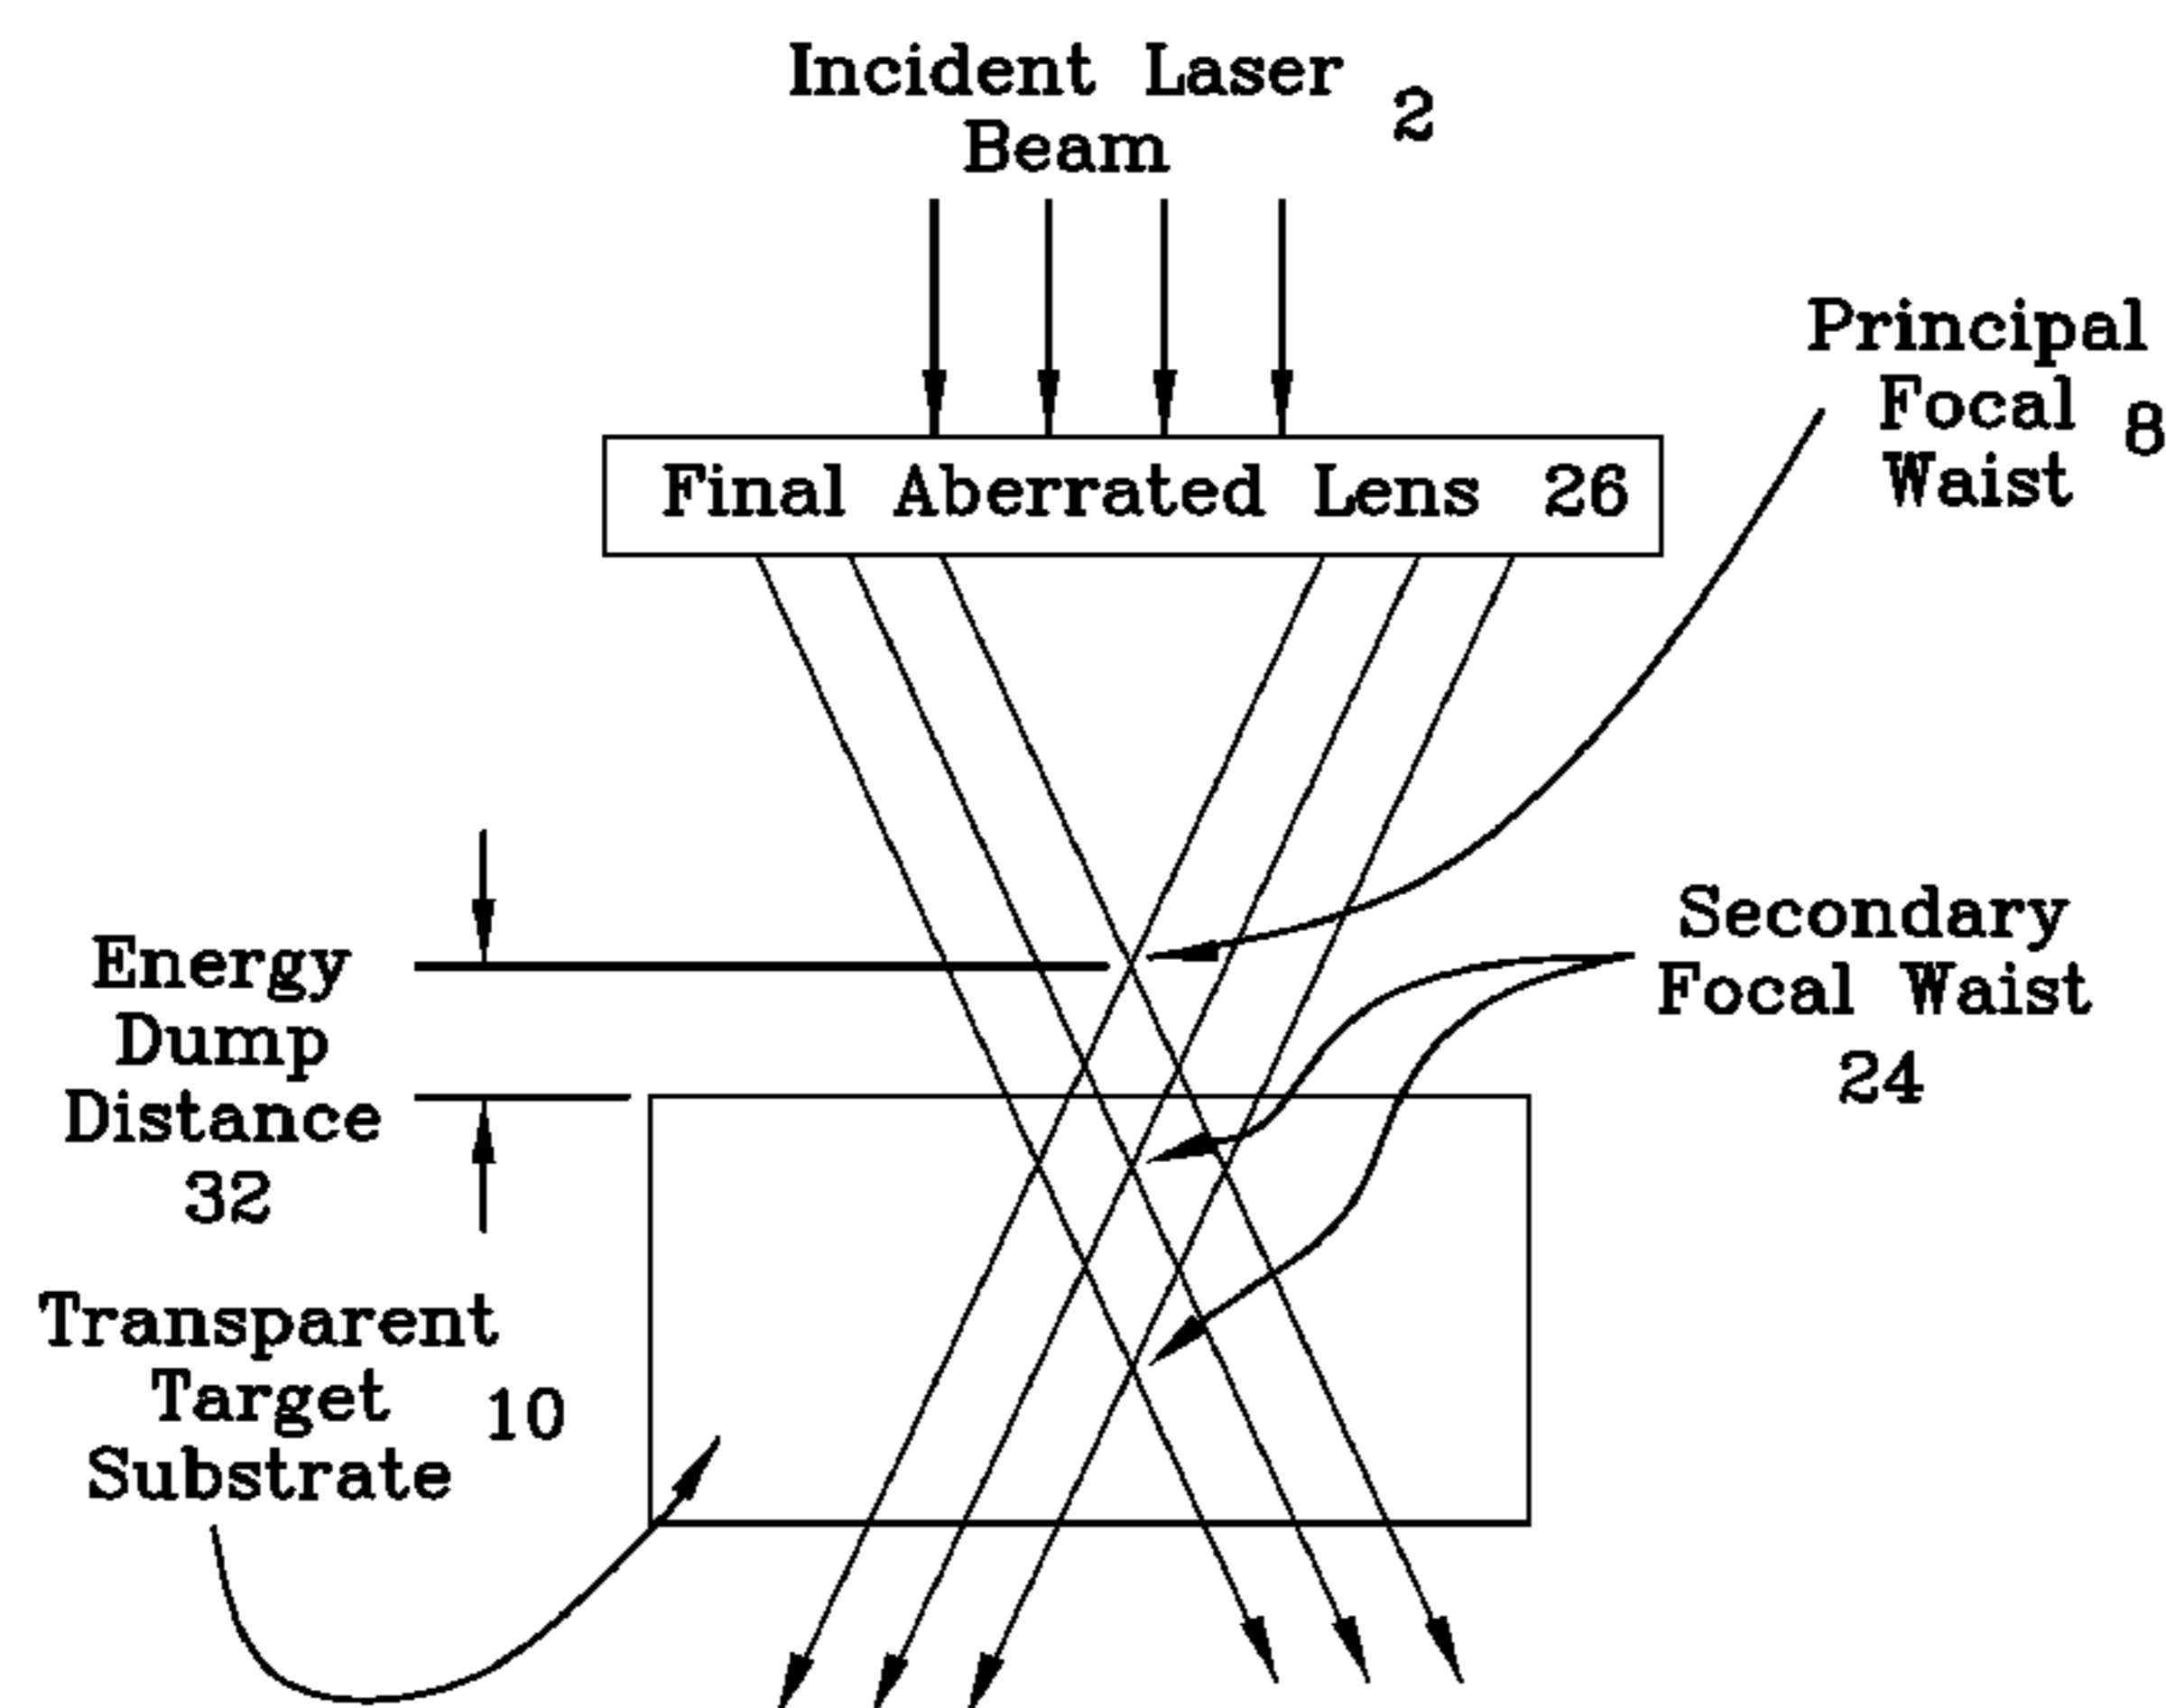 Incident Laser
Beam 2
Principal
Focal 8
Waist
Final Aberrated Lens 26
Secondary
Focal Waist
24
Energy
Dump
Distance
32
Transparent
Target 10
Substrate